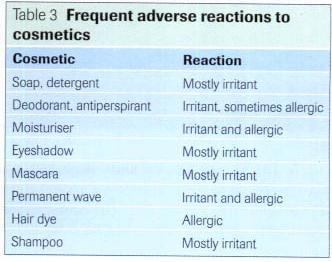 Table 3 Frequent adverse reactions to
cosmetics
Cosmetic Reaction
Soap, detergent Mostly irritant
Deodorant, antiperspirant Irritant, sometimes allergic
Moisturiser Irritant and allergic
Eyeshadow Mostly irritant
Mascara Mostly irritant
Permanent wave Irritant and allergic
Hair dye Allergic
Shampoo Mostly irritant